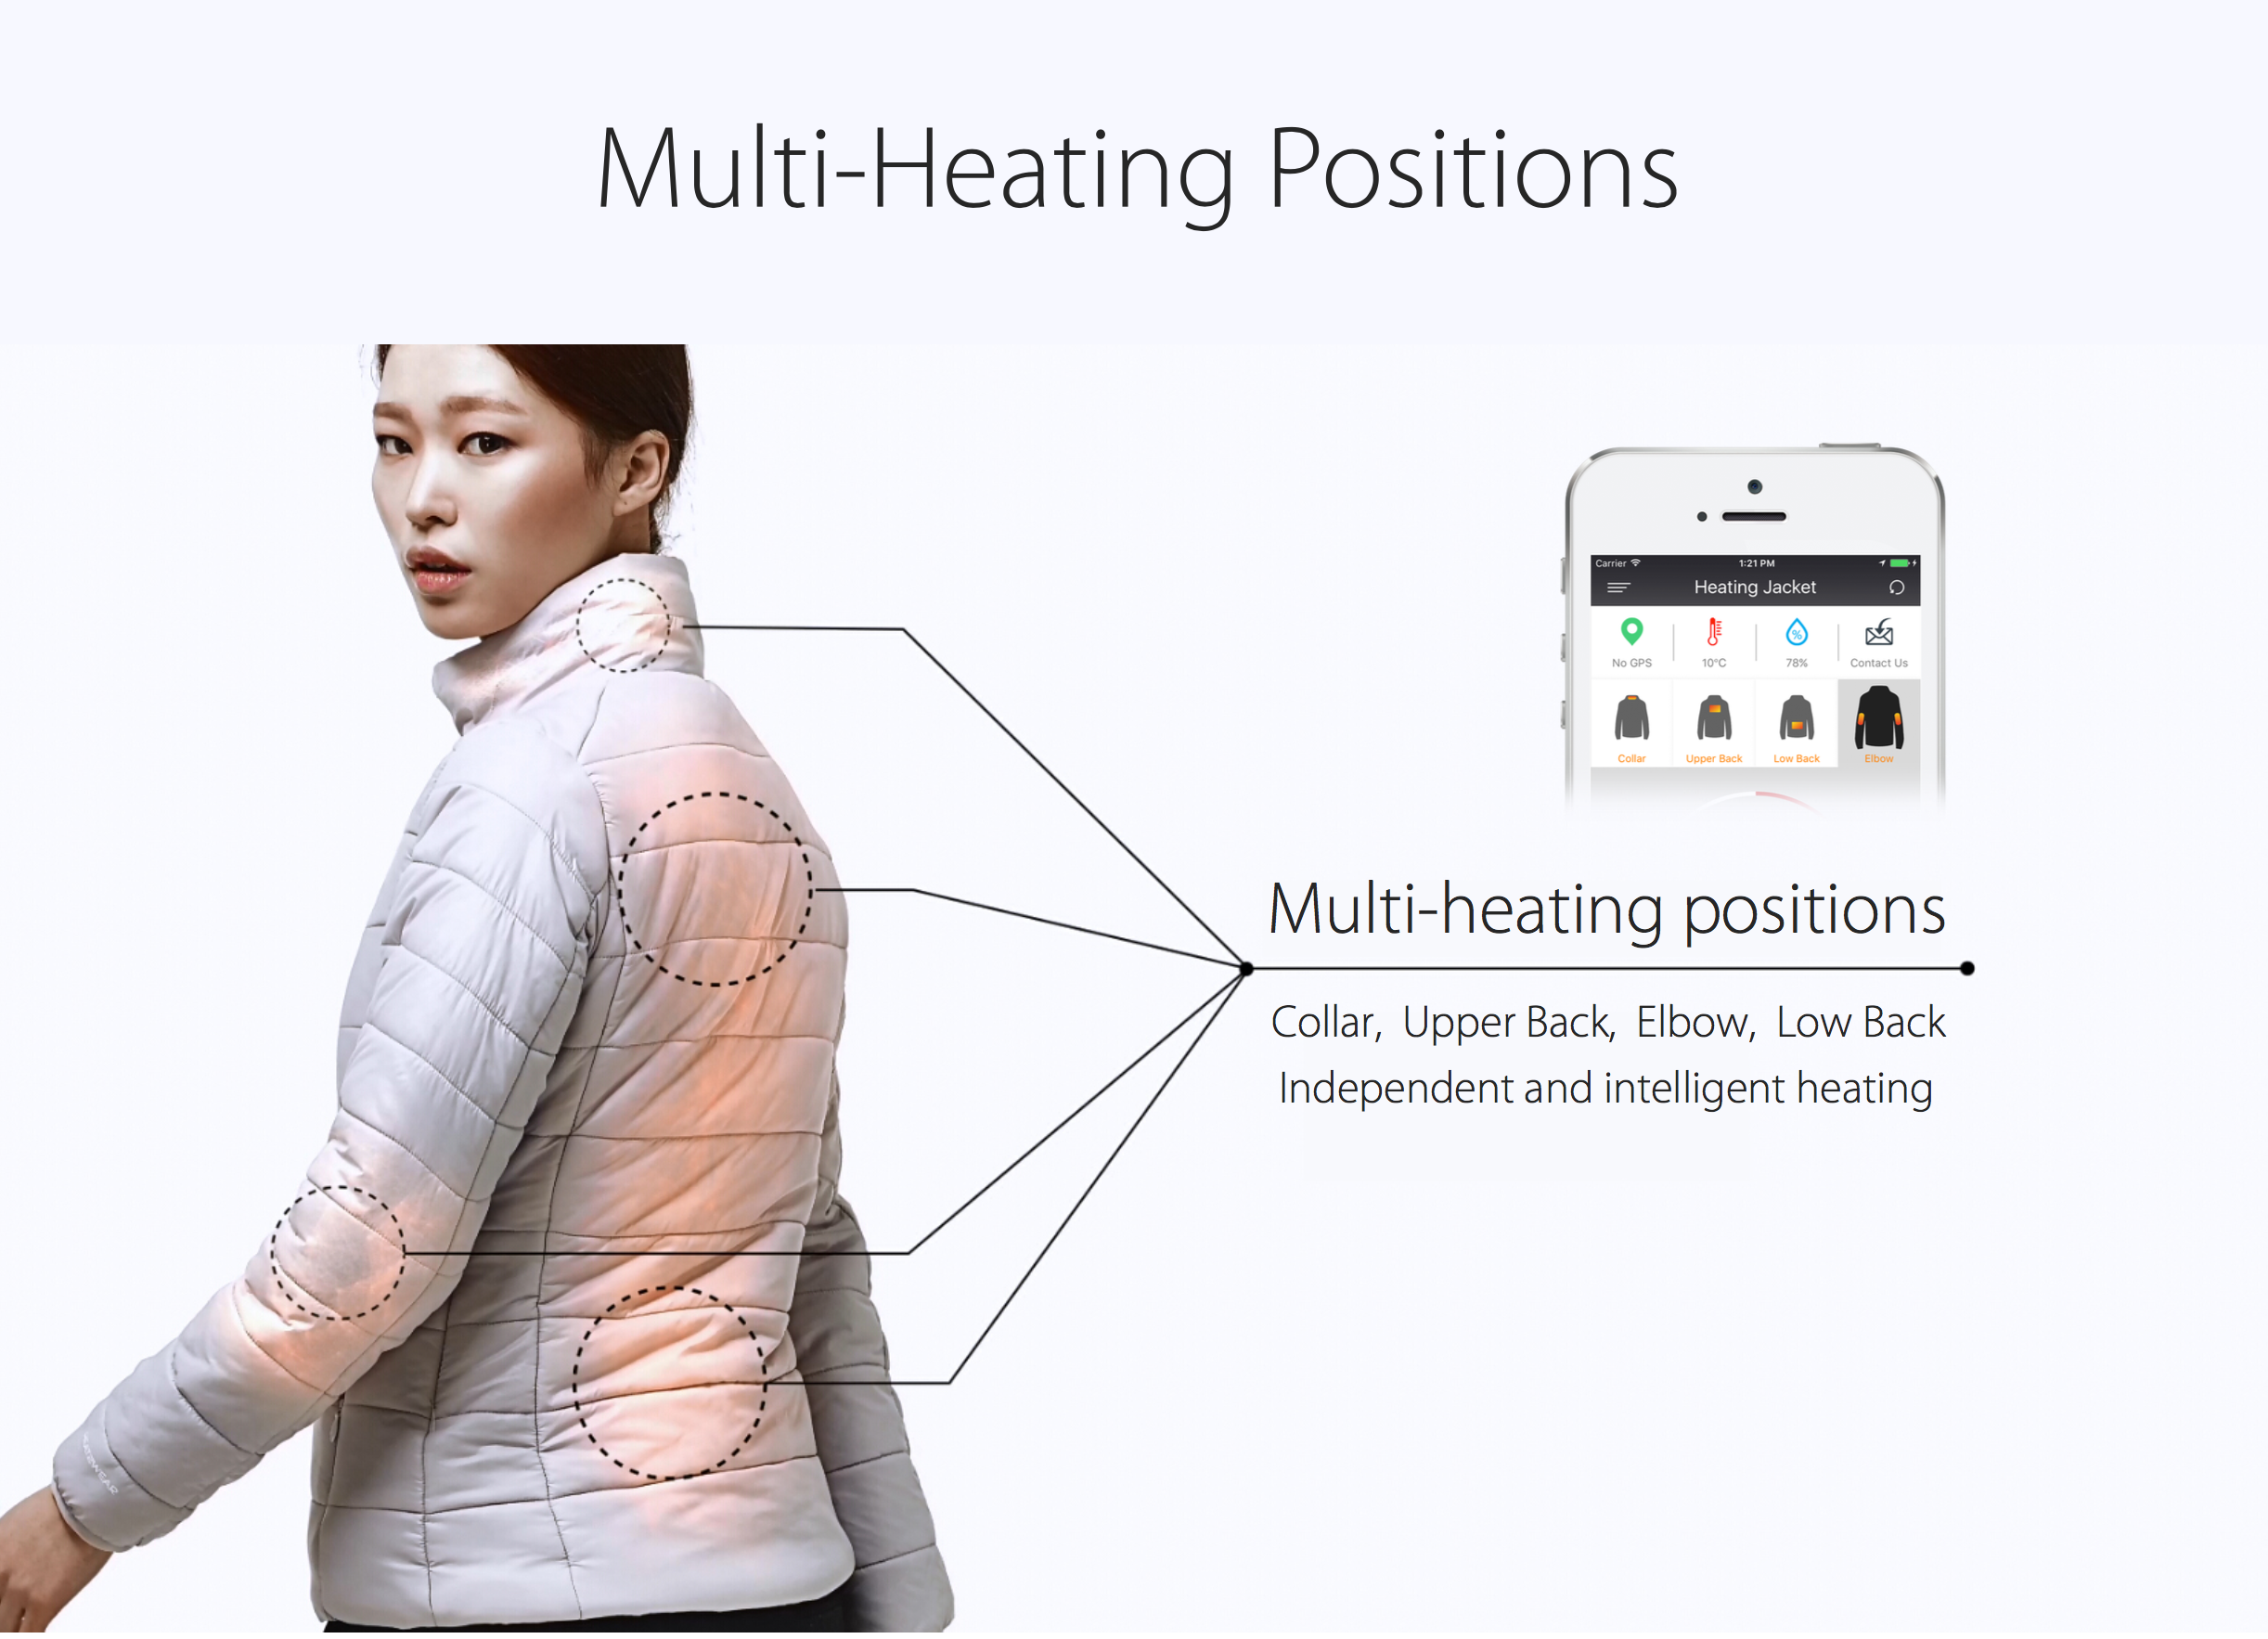 Multi-Heating Positions
Carrier 1:21 PM
Heating Jacket
No GPS 10°C % 78% Contact Us
Collar Upper Back Low Back Elbow
Multi-heating positions
Collar, Upper Back, Elbow, Low Back
Independent and intelligent heating